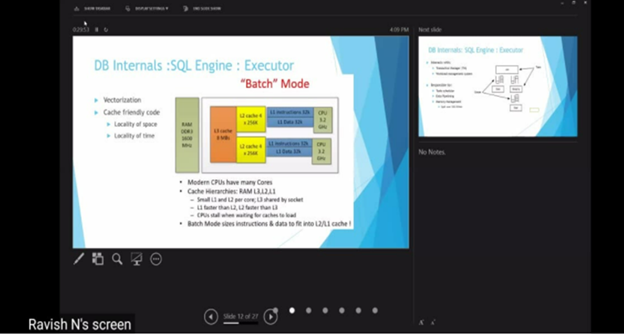 SHOW TASKBAR
DISPLAY SETTINGS
END SLIDE SHOW
0:23:53
4:09 PM
DB Internals :SQL Engine : Executor
"Batch" Mode
Vectorization
Cache friendly code
Locality of space
Locality of time
RAM
DDR3
1600
MHz
L3 cache
8 MBs
L2 cache 4
x 256K
L1 Instructions 32k
L1 Data 32k
CPU
3.2
GHz
L2 cache 4
x 256K
L1 Instructions 32k
L1 Data 32k
CPU
3.2
GHz
• Modern CPUs have many Cores
• Cache Hierarchies: RAM L3,L2,L1
– Small L1 and L2 per core; L3 shared by socket
– L1 faster than L2, L2 faster than L3
– CPUs stall when waiting for caches to load
• Batch Mode sizes instructions & data to fit into L2/L1 cache !
Slide 12 of 27
Next slide
DB Internals: SQL Engine : Executor
No Notes.
Ravish N's screen